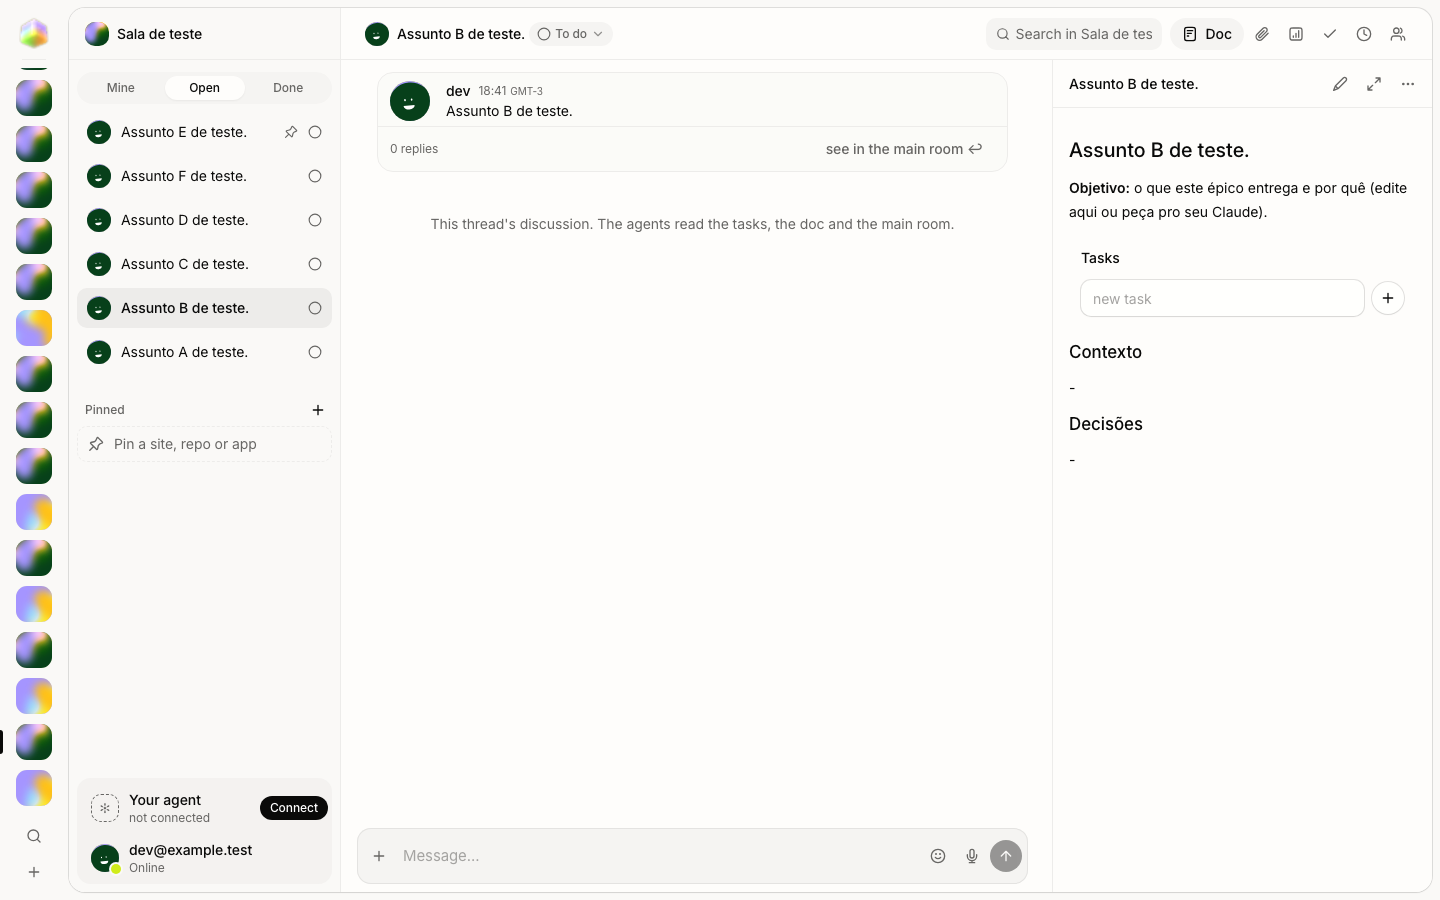 Sala de teste
Mine
Open
Done
Assunto E de teste.
Assunto F de teste.
Assunto D de teste.
Assunto C de teste.
Assunto B de teste.
Assunto A de teste.
Pinned
Pin a site, repo or app
Your agent
not connected
Connect
dev@example.test
Online
Assunto B de teste.
To do
Search in Sala de tes
Doc
dev 18:41 GMT-3
Assunto B de teste.
0 replies
see in the main room
This thread's discussion. The agents read the tasks, the doc and the main room.
Message...
Assunto B de teste.
Assunto B de teste.
Objetivo: o que este épico entrega e por quê (edite
aqui ou peça pro seu Claude).
Tasks
new task
Contexto
-
Decisões
-